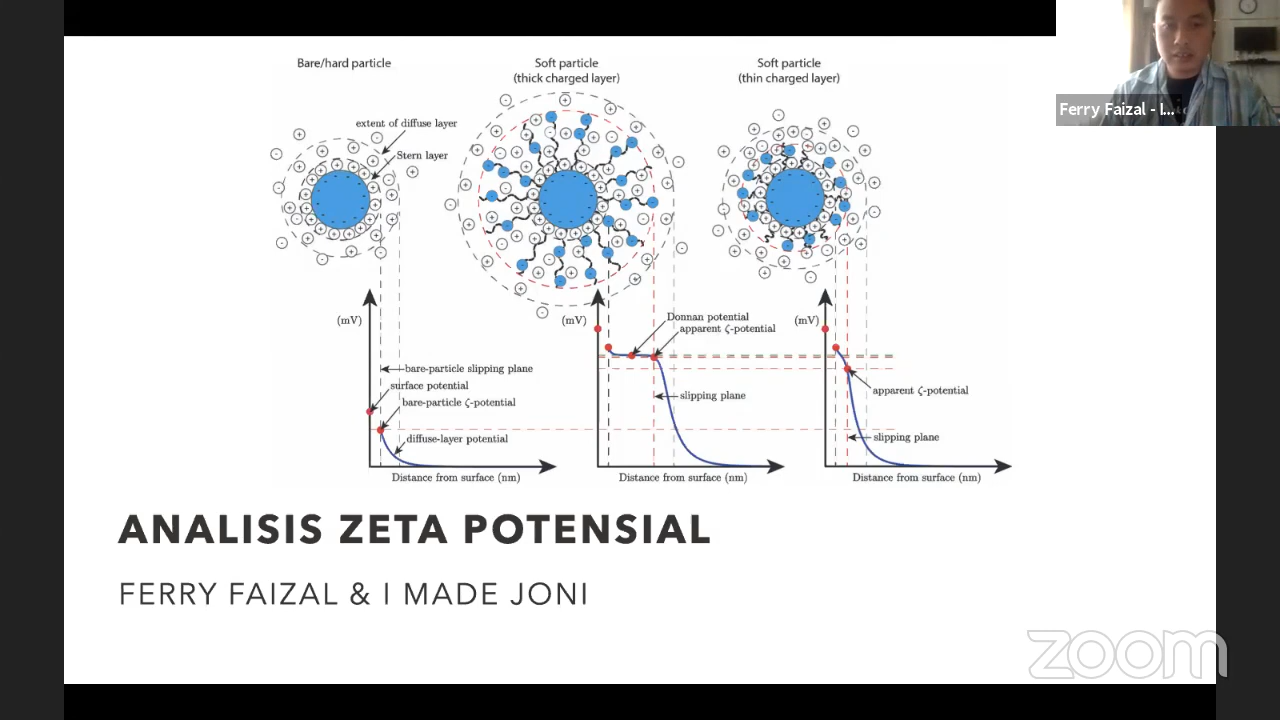 Ferry Faizal - I...
Bare/hard particle
Soft particle
(thick charged layer)
Soft particle
(thin charged layer)
extent of diffuse layer
Stern layer
(mV)
bare-particle slipping plane
surface potential
bare-particle ζ-potential
diffuse-layer potential
Distance from surface (nm)
(mV)
Donnan potential
apparent ζ-potential
slipping plane
Distance from surface (nm)
(mV)
apparent ζ-potential
slipping plane
Distance from surface (nm)
ANALISIS ZETA POTENSIAL
FERRY FAIZAL & I MADE JONI
zoom